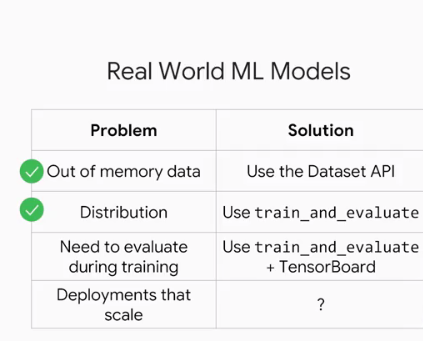 Real World ML Models
Problem
Solution
Out of memory data
Use the Dataset API
Distribution
Use train_and_evaluate
Need to evaluate
during training
Use train_and_evaluate
+ TensorBoard
Deployments that
scale
?